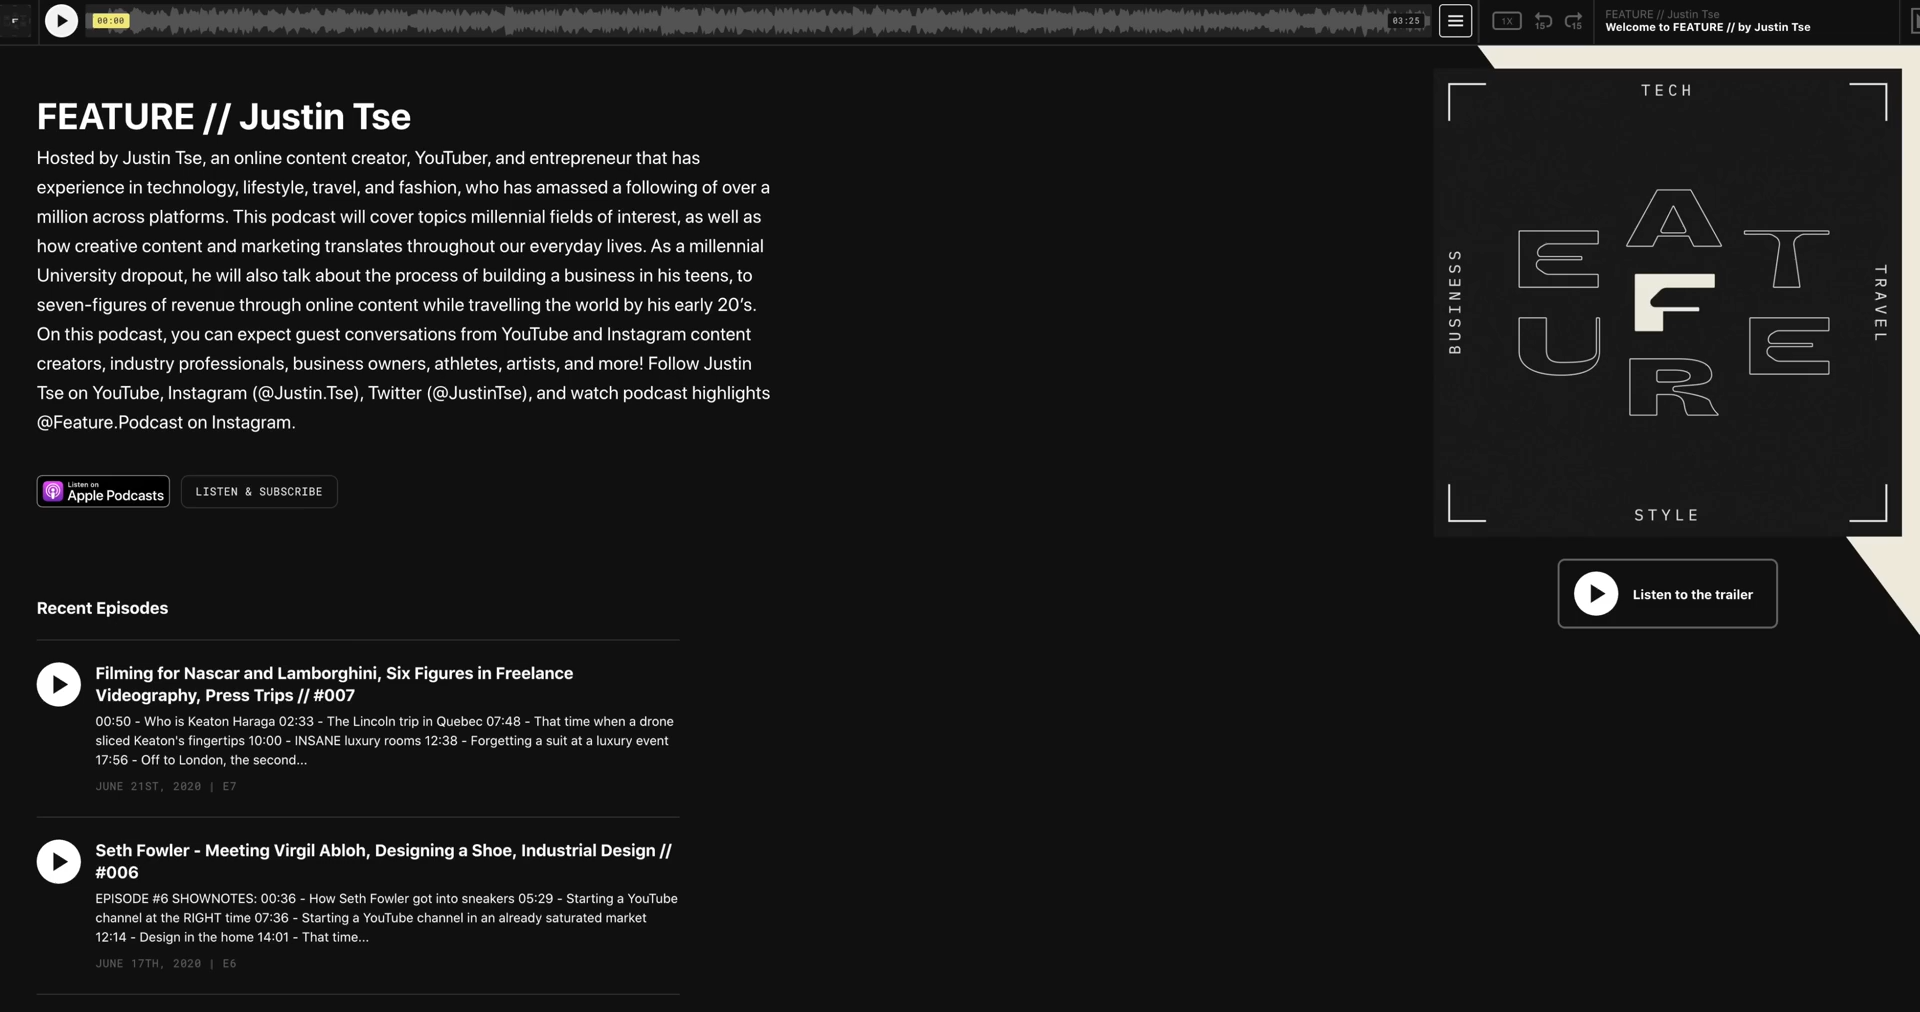 00:00
03:25
1X
15
15
FEATURE // Justin Tse
Welcome to FEATURE // by Justin Tse
FEATURE // Justin Tse
Hosted by Justin Tse, an online content creator, YouTuber, and entrepreneur that has
experience in technology, lifestyle, travel, and fashion, who has amassed a following of over a
million across platforms. This podcast will cover topics millennial fields of interest, as well as
how creative content and marketing translates throughout our everyday lives. As a millennial
University dropout, he will also talk about the process of building a business in his teens, to
seven-figures of revenue through online content while travelling the world by his early 20’s.
On this podcast, you can expect guest conversations from YouTube and Instagram content
creators, industry professionals, business owners, athletes, artists, and more! Follow Justin
Tse on YouTube, Instagram (@Justin.Tse), Twitter (@JustinTse), and watch podcast highlights
@Feature.Podcast on Instagram.
Listen on
Apple Podcasts
LISTEN & SUBSCRIBE
TECH
BUSINESS
TRAVEL
A
E T
F
U E
R
STYLE
Listen to the trailer
Recent Episodes
Filming for Nascar and Lamborghini, Six Figures in Freelance
Videography, Press Trips // #007
00:50 - Who is Keaton Haraga 02:33 - The Lincoln trip in Quebec 07:48 - That time when a drone
sliced Keaton's fingertips 10:00 - INSANE luxury rooms 12:38 - Forgetting a suit at a luxury event
17:56 - Off to London, the second...
JUNE 21ST, 2020 | E7
Seth Fowler - Meeting Virgil Abloh, Designing a Shoe, Industrial Design //
#006
EPISODE #6 SHOWNOTES: 00:36 - How Seth Fowler got into sneakers 05:29 - Starting a YouTube
channel at the RIGHT time 07:36 - Starting a YouTube channel in an already saturated market
12:14 - Design in the home 14:01 - That time...
JUNE 17TH, 2020 | E6